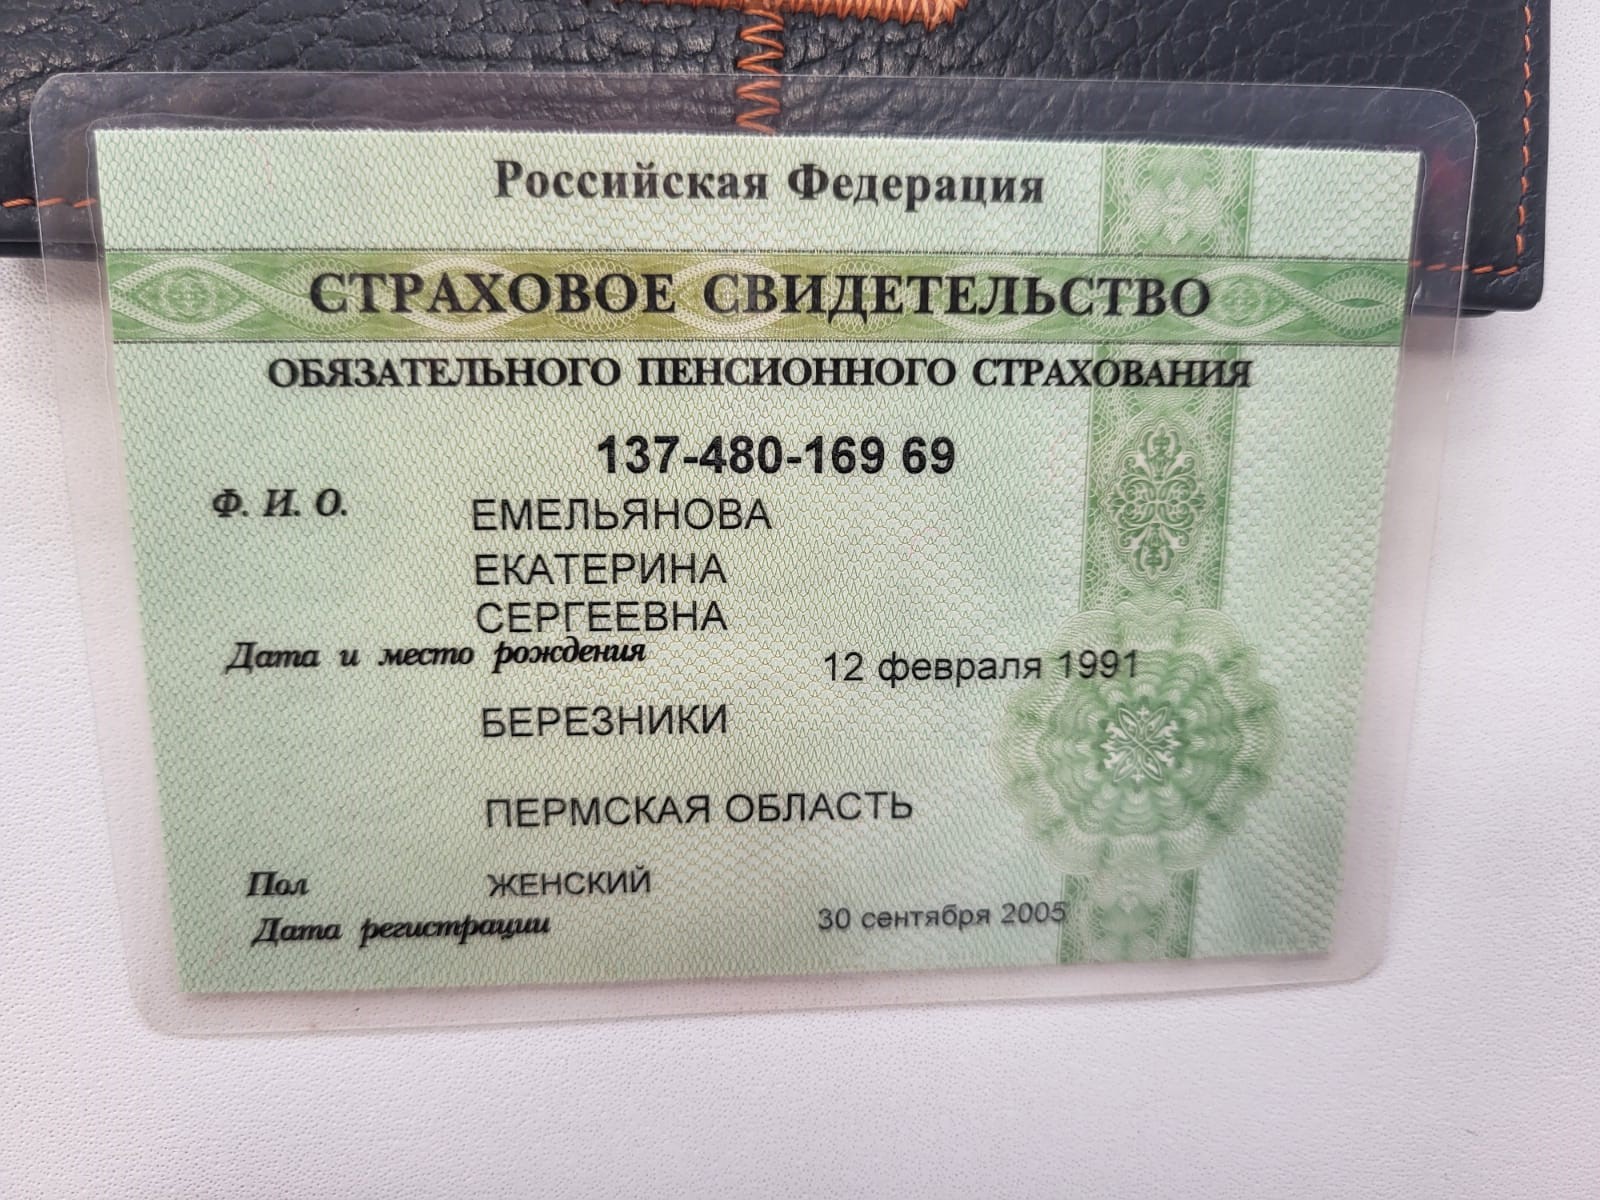 Российская Федерация
СТРАХОВОЕ СВИДЕТЕЛЬСТВО
ОБЯЗАТЕЛЬНОГО ПЕНСИОННОГО СТРАХОВАНИЯ
137-480-169 69
Ф. И. О. ЕМЕЛЬЯНОВА
ЕКАТЕРИНА
СЕРГЕЕВНА
Дата и место рождения 12 февраля 1991
БЕРЕЗНИКИ
ПЕРМСКАЯ ОБЛАСТЬ
Пол ЖЕНСКИЙ
Дата регистрации 30 сентября 2005